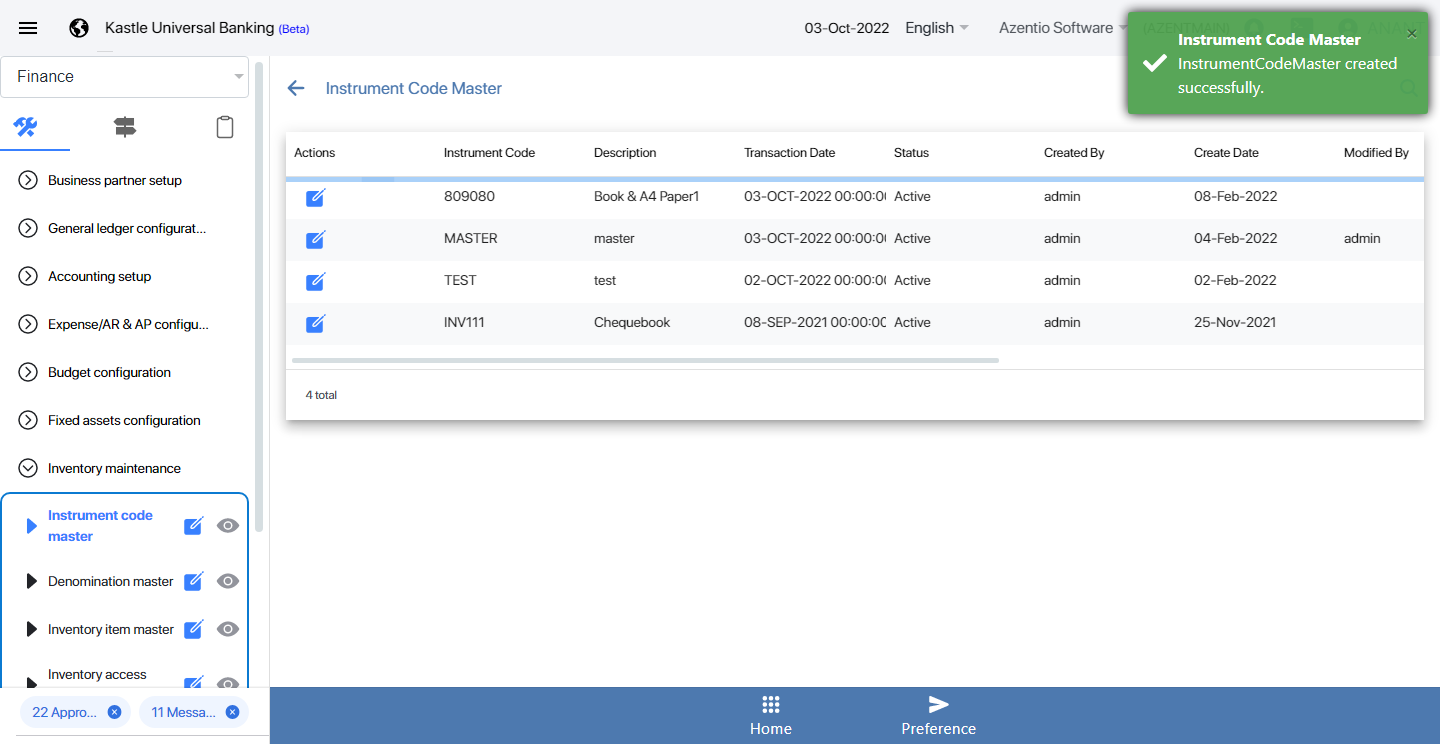 Kastle Universal Banking (Beta)
03-Oct-2022 English Azentio Software (AZENTMAIN)
Instrument Code Master
InstrumentCodeMaster created
successfully.
Finance
Instrument Code Master
Actions Instrument Code Description Transaction Date Status Created By Create Date Modified By
809080 Book & A4 Paper1 03-OCT-2022 00:00:0 Active admin 08-Feb-2022
MASTER master 03-OCT-2022 00:00:0 Active admin 04-Feb-2022 admin
TEST test 02-OCT-2022 00:00:0 Active admin 02-Feb-2022
INV111 Chequebook 08-SEP-2021 00:00:00 Active admin 25-Nov-2021
4 total
Business partner setup
General ledger configurat...
Accounting setup
Expense/AR & AP configu...
Budget configuration
Fixed assets configuration
Inventory maintenance
Instrument code
master
Denomination master
Inventory item master
Inventory access
22 Appro...
11 Messa...
Home
Preference